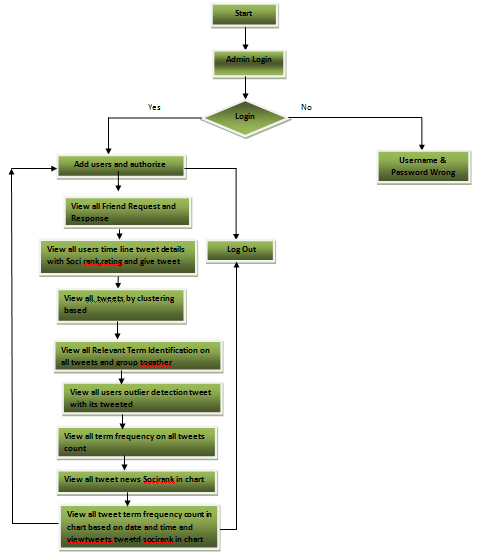 Start
Admin Login
Login
Yes
No
Username &
Password Wrong
Add users and authorize
View all Friend Request and
Response
View all users time line tweet details
with Soci rank,rating and give tweet
Log Out
View all, tweets by clustering
based
View all Relevant Term Identification on
all tweets and group together
View all users outlier detection tweet
with its tweeted
View all term frequency on all tweets
count
View all tweet news Socirank in chart
View all tweet term frequency count in
chart based on date and time and
viewtweets tweetd socirank in chart